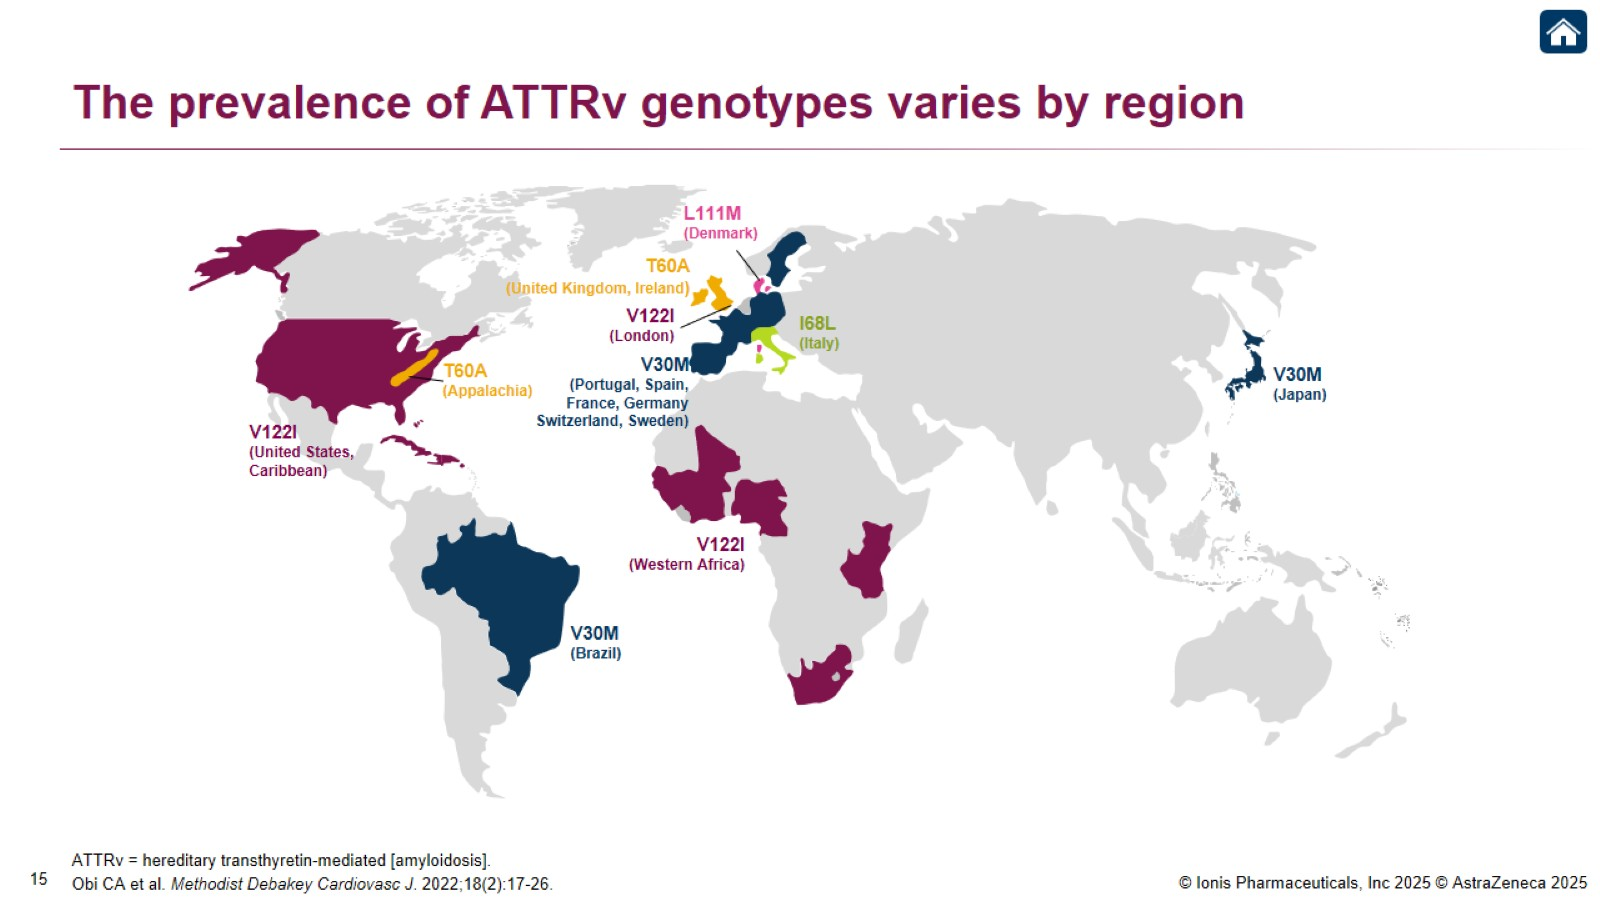 The prevalence of ATTRv genotypes varies by region
L111M
(Denmark)
T60A
(United Kingdom, Ireland)
V122I
(London)
I68L
(Italy)
V30M
(Portugal, Spain,
France, Germany
Switzerland, Sweden)
T60A
(Appalachia)
V30M
(Japan)
V122I
(United States,
Caribbean)
V122I
(Western Africa)
V30M
(Brazil)
ATTRv = hereditary transthyretin-mediated [amyloidosis].
15
Obi CA et al. Methodist Debakey Cardiovasc J. 2022;18(2):17-26.
© Ionis Pharmaceuticals, Inc 2025 © AstraZeneca 2025